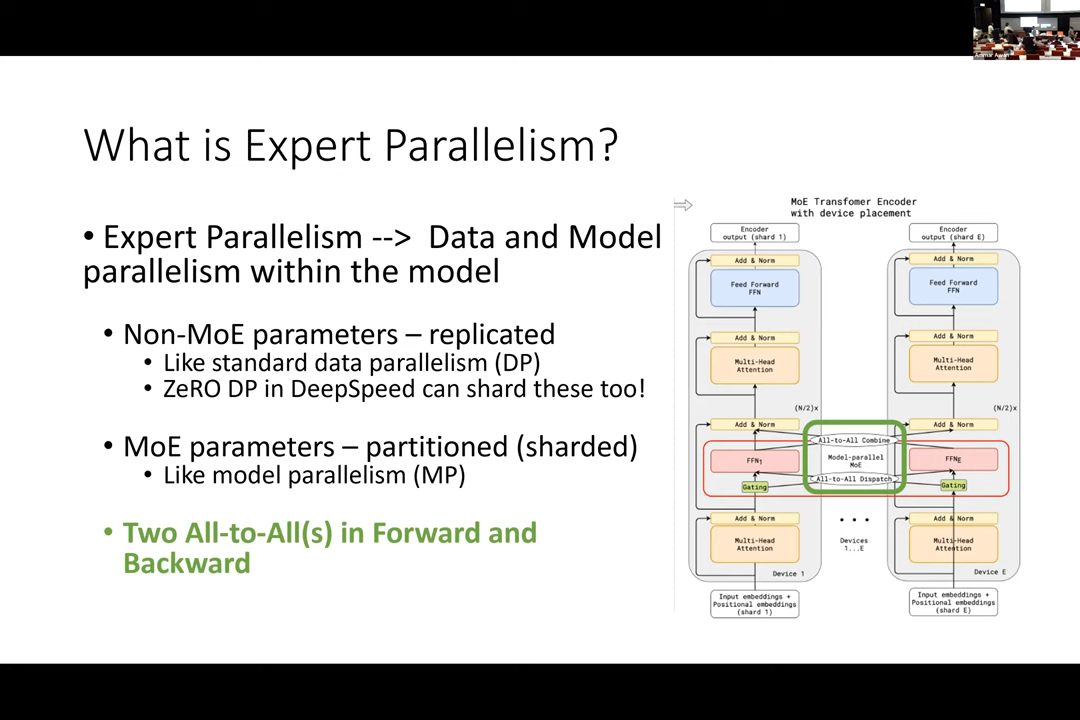 Ammar Awan
What is Expert Parallelism?
• Expert Parallelism --> Data and Model
parallelism within the model
• Non-MoE parameters – replicated
• Like standard data parallelism (DP)
• ZeRO DP in DeepSpeed can shard these too!
• MoE parameters – partitioned (sharded)
• Like model parallelism (MP)
• Two All-to-All(s) in Forward and
Backward
MoE Transfomer Encoder
with device placement
Encoder
output (shard 1)
Add & Norm
Feed Forward
FFN
Add & Norm
Multi-Head
Attention
(N/2)x
Add & Norm
FFN₁
Gating
Add & Norm
Multi-Head
Attention
Device 1
Input embeddings +
Positional embeddings
(shard 1)
All-to-All Combine
Model-parallel
MoE
All-to-All Dispatch
• • •
Devices
1...E
Encoder
output (shard E)
Add & Norm
Feed Forward
FFN
Add & Norm
Multi-Head
Attention
(N/2)x
Add & Norm
FFN_E
Gating
Add & Norm
Multi-Head
Attention
Device E
Input embeddings +
Positional embeddings
(shard E)